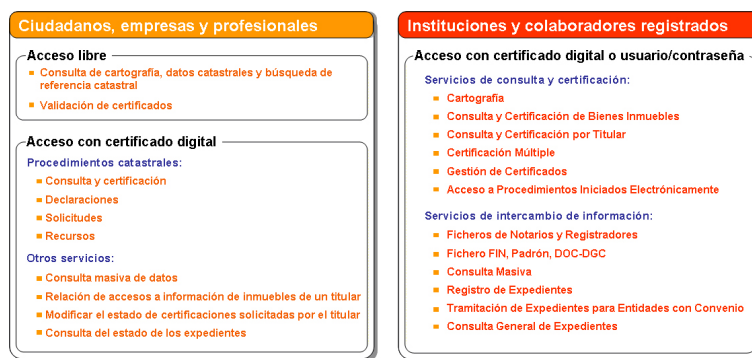 Ciudadanos, empresas y profesionales
Acceso libre
Consulta de cartografía, datos catastrales y búsqueda de
referencia catastral
Validación de certificados
Acceso con certificado digital
Procedimientos catastrales:
Consulta y certificación
Declaraciones
Solicitudes
Recursos
Otros servicios:
Consulta masiva de datos
Relación de accesos a información de inmuebles de un titular
Modificar el estado de certificaciones solicitadas por el titular
Consulta del estado de los expedientes
Instituciones y colaboradores registrados
Acceso con certificado digital o usuario/contraseña
Servicios de consulta y certificación:
Cartografía
Consulta y Certificación de Bienes Inmuebles
Consulta y Certificación por Titular
Certificación Múltiple
Gestión de Certificados
Acceso a Procedimientos Iniciados Electrónicamente
Servicios de intercambio de información:
Ficheros de Notarios y Registradores
Fichero FIN, Padrón, DOC-DGC
Consulta Masiva
Registro de Expedientes
Tramitación de Expedientes para Entidades con Convenio
Consulta General de Expedientes